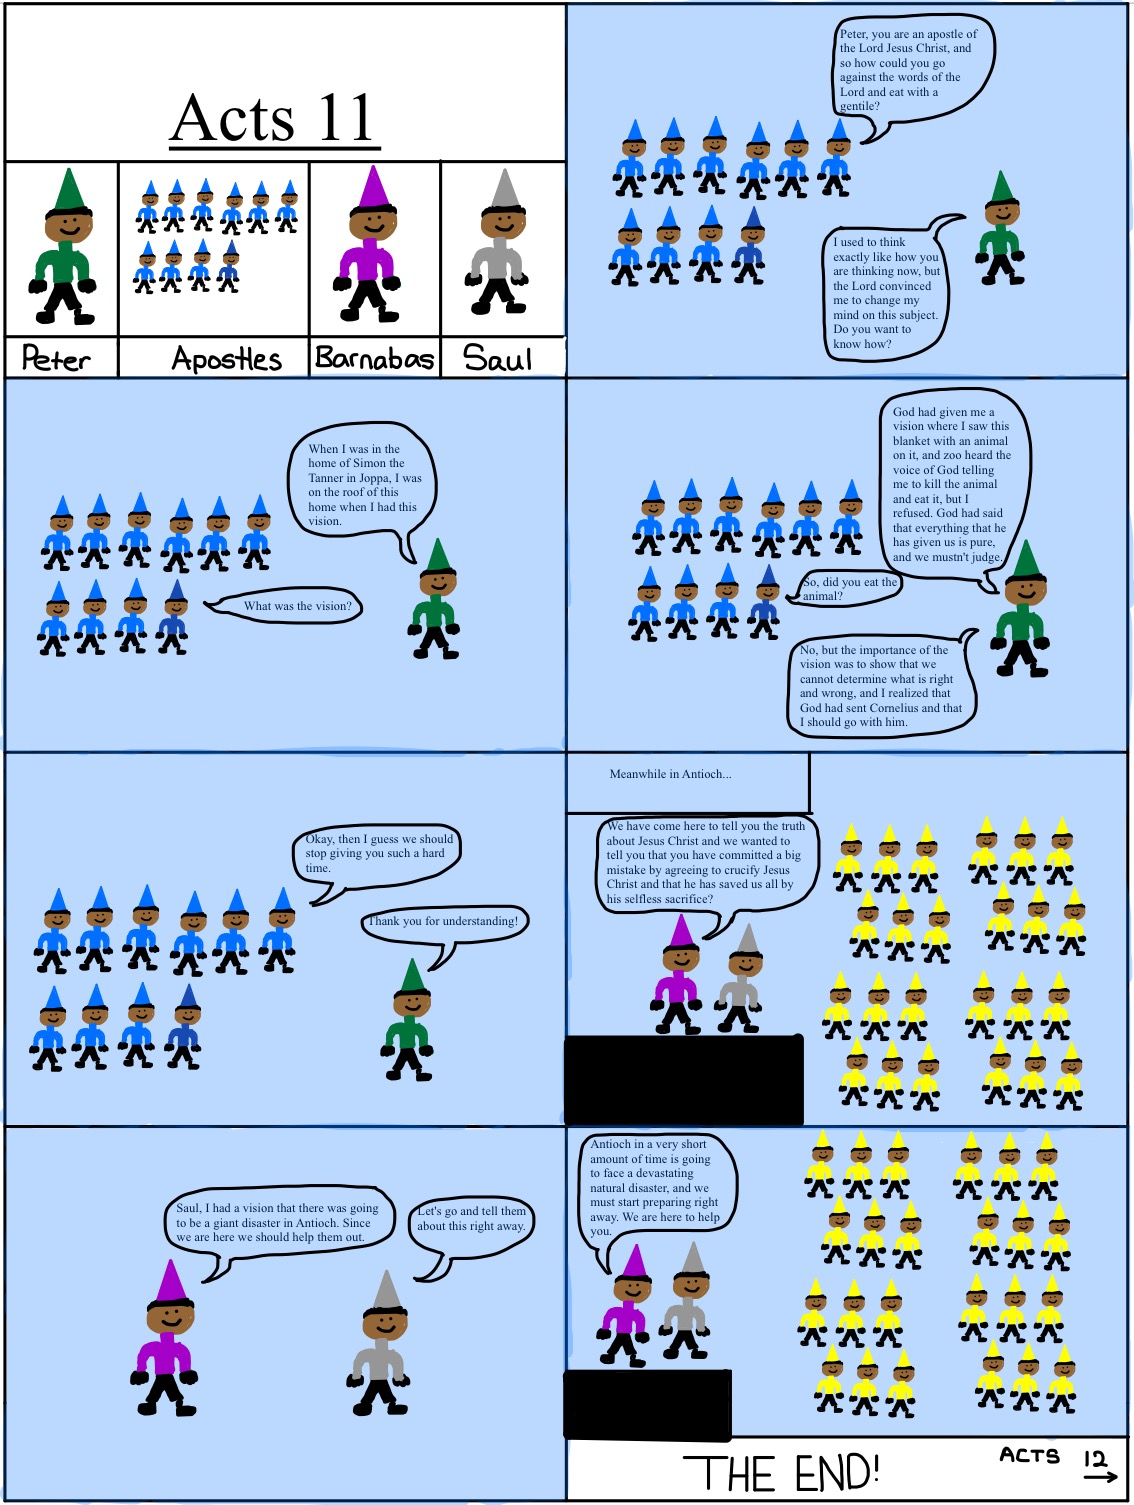 Acts 11
Peter
Apostles
Barnabas
Saul
Peter, you are an apostle of
the Lord Jesus Christ, and
so how could you go
against the words of the
Lord and eat with a
gentile?
I used to think
exactly like how you
are thinking now, but
the Lord convinced
me to change my
mind on this subject.
Do you want to
know how?
When I was in the
home of Simon the
Tanner in Joppa, I was
on the roof of this
home when I had this
vision.
What was the vision?
God had given me a
vision where I saw this
blanket with an animal
on it, and zoo heard the
voice of God telling
me to kill the animal
and eat it, but I
refused. God had said
that everything that he
has given us is pure,
and we mustn't judge.
So, did you eat the
animal?
No, but the importance of the
vision was to show that we
cannot determine what is right
and wrong, and I realized that
God had sent Cornelius and that
I should go with him.
Okay, then I guess we should
stop giving you such a hard
time.
Thank you for understanding!
Meanwhile in Antioch...
We have come here to tell you the truth
about Jesus Christ and we wanted to
tell you that you have committed a big
mistake by agreeing to crucify Jesus
Christ and that he has saved us all by
his selfless sacrifice?
Saul, I had a vision that there was going
to be a giant disaster in Antioch. Since
we are here we should help them out.
Let's go and tell them
about this right away.
Antioch in a very short
amount of time is going
to face a devastating
natural disaster, and we
must start preparing right
away. We are here to help
you.
THE END!
ACTS 12